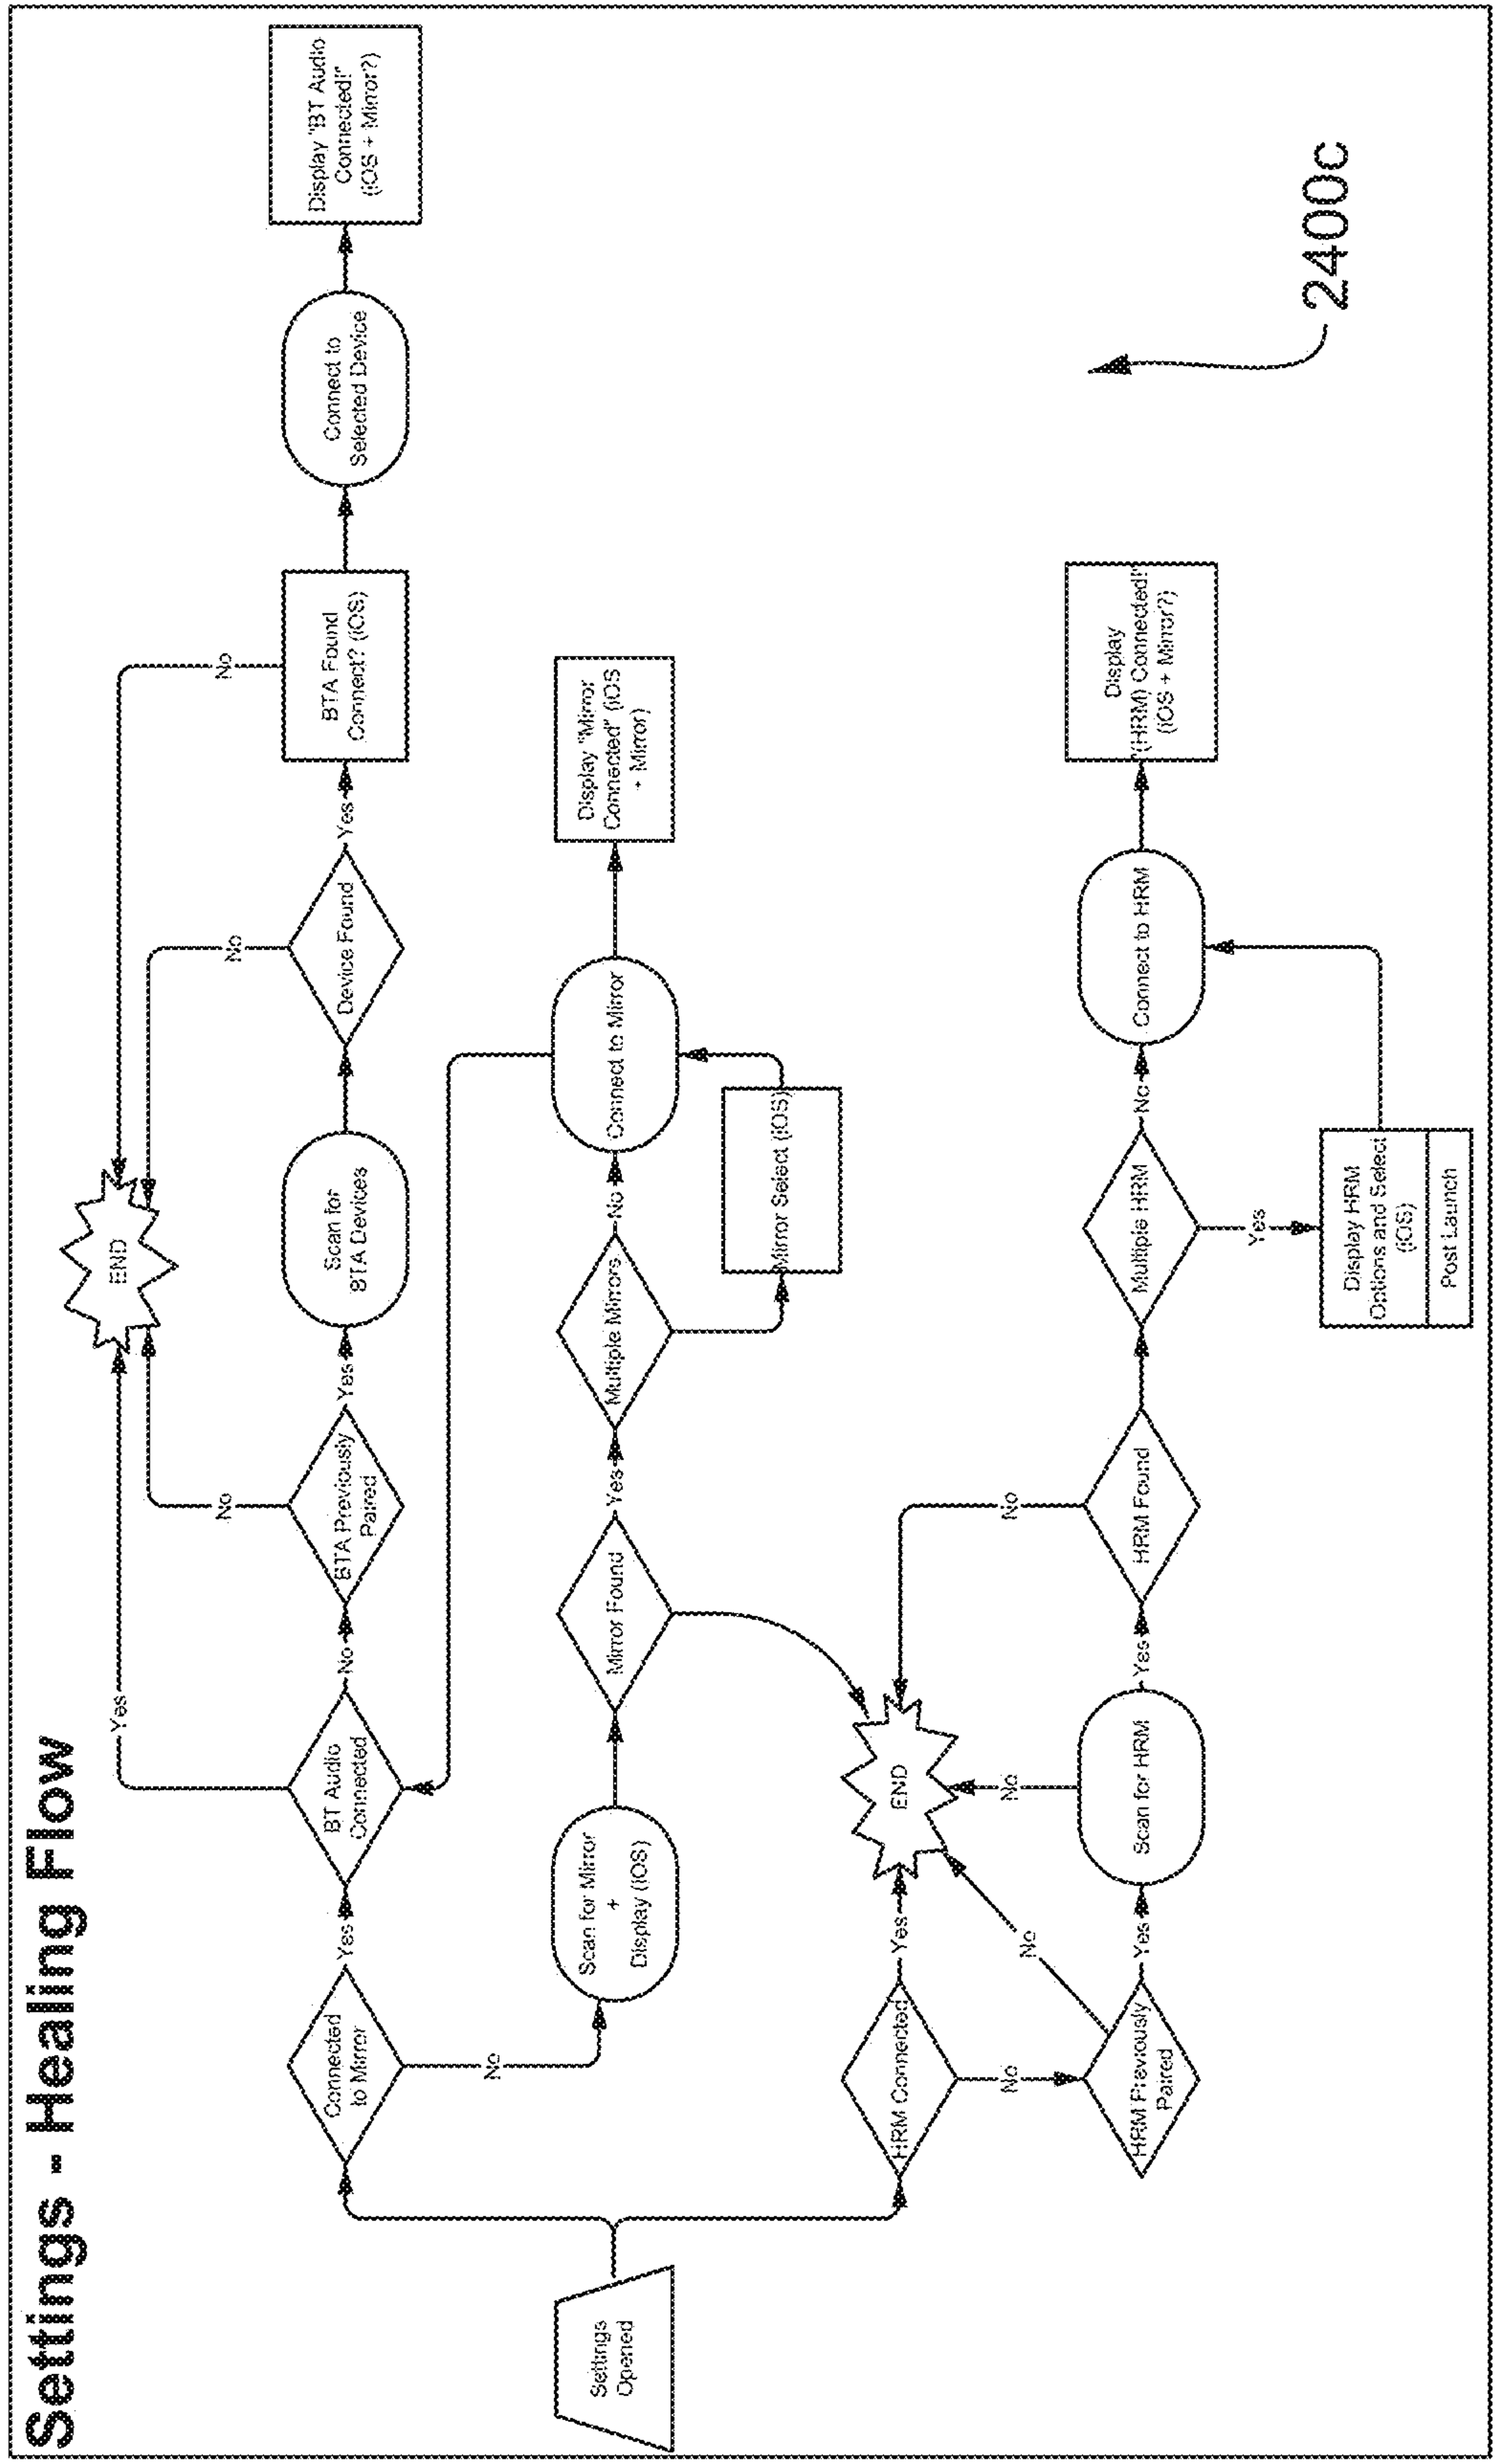 Settings - Healing Flow
Settings
Opened
Connected
to Mirror
Yes
No
BT Audio
Connected
Yes
No
BTA Previously
Paired
No
Yes
END
Scan for
BTA Devices
Device Found
No
Yes
BTA Found
Connect? (iOS)
No
Connect to
Selected Device
Display "BT Audio
Connected!"
(iOS + Mirror?)
Scan for Mirror
+
Display (iOS)
Mirror Found
Yes
Multiple Mirrors
No
Mirror Select (iOS)
Connect to Mirror
Display "Mirror
Connected" (iOS
+ Mirror)
HRM Connected
Yes
No
END
HRM Previously
Paired
No
Yes
Scan for HRM
No
Yes
HRM Found
No
Multiple HRM
No
Yes
Display HRM
Options and Select
(iOS)
Post Launch
Connect to HRM
Display
"(HRM) Connected!"
(iOS + Mirror?)
2400c